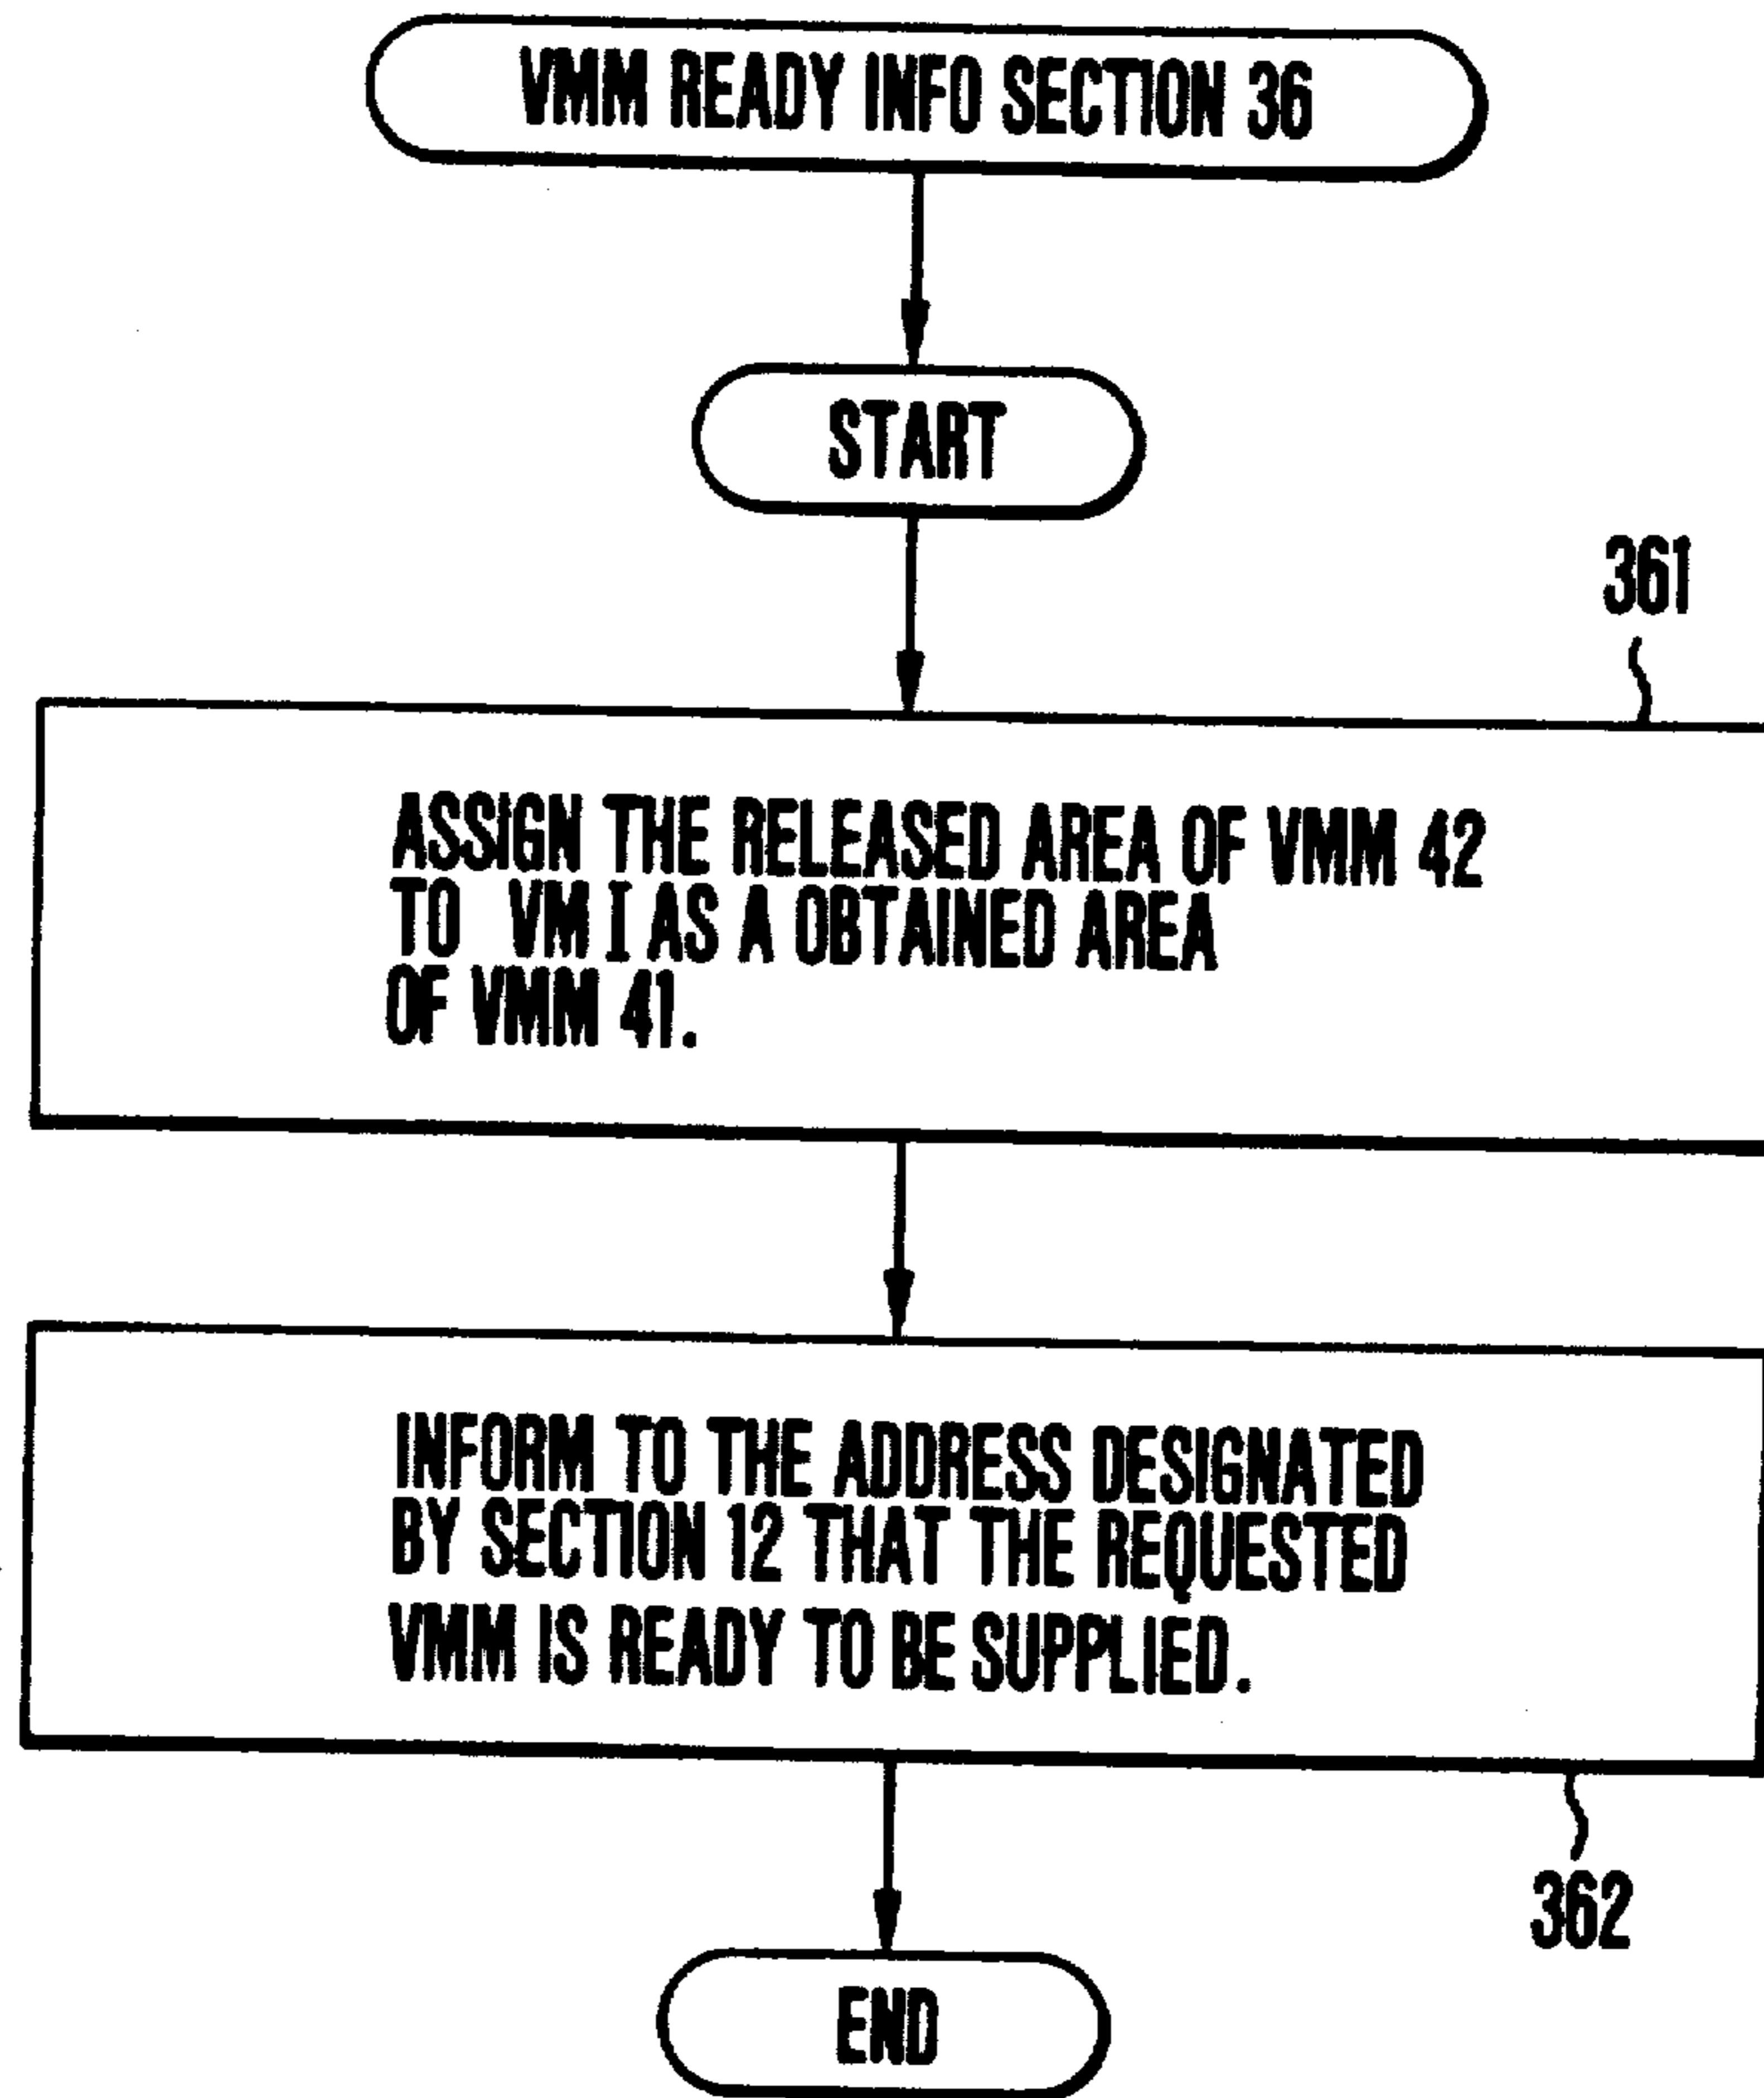 VMM READY INFO SECTION 36
START
361
ASSIGN THE RELEASED AREA OF VMM 42
TO VM I AS A OBTAINED AREA
OF VMM 41.
INFORM TO THE ADDRESS DESIGNATED
BY SECTION 12 THAT THE REQUESTED
VMM IS READY TO BE SUPPLIED.
362
END